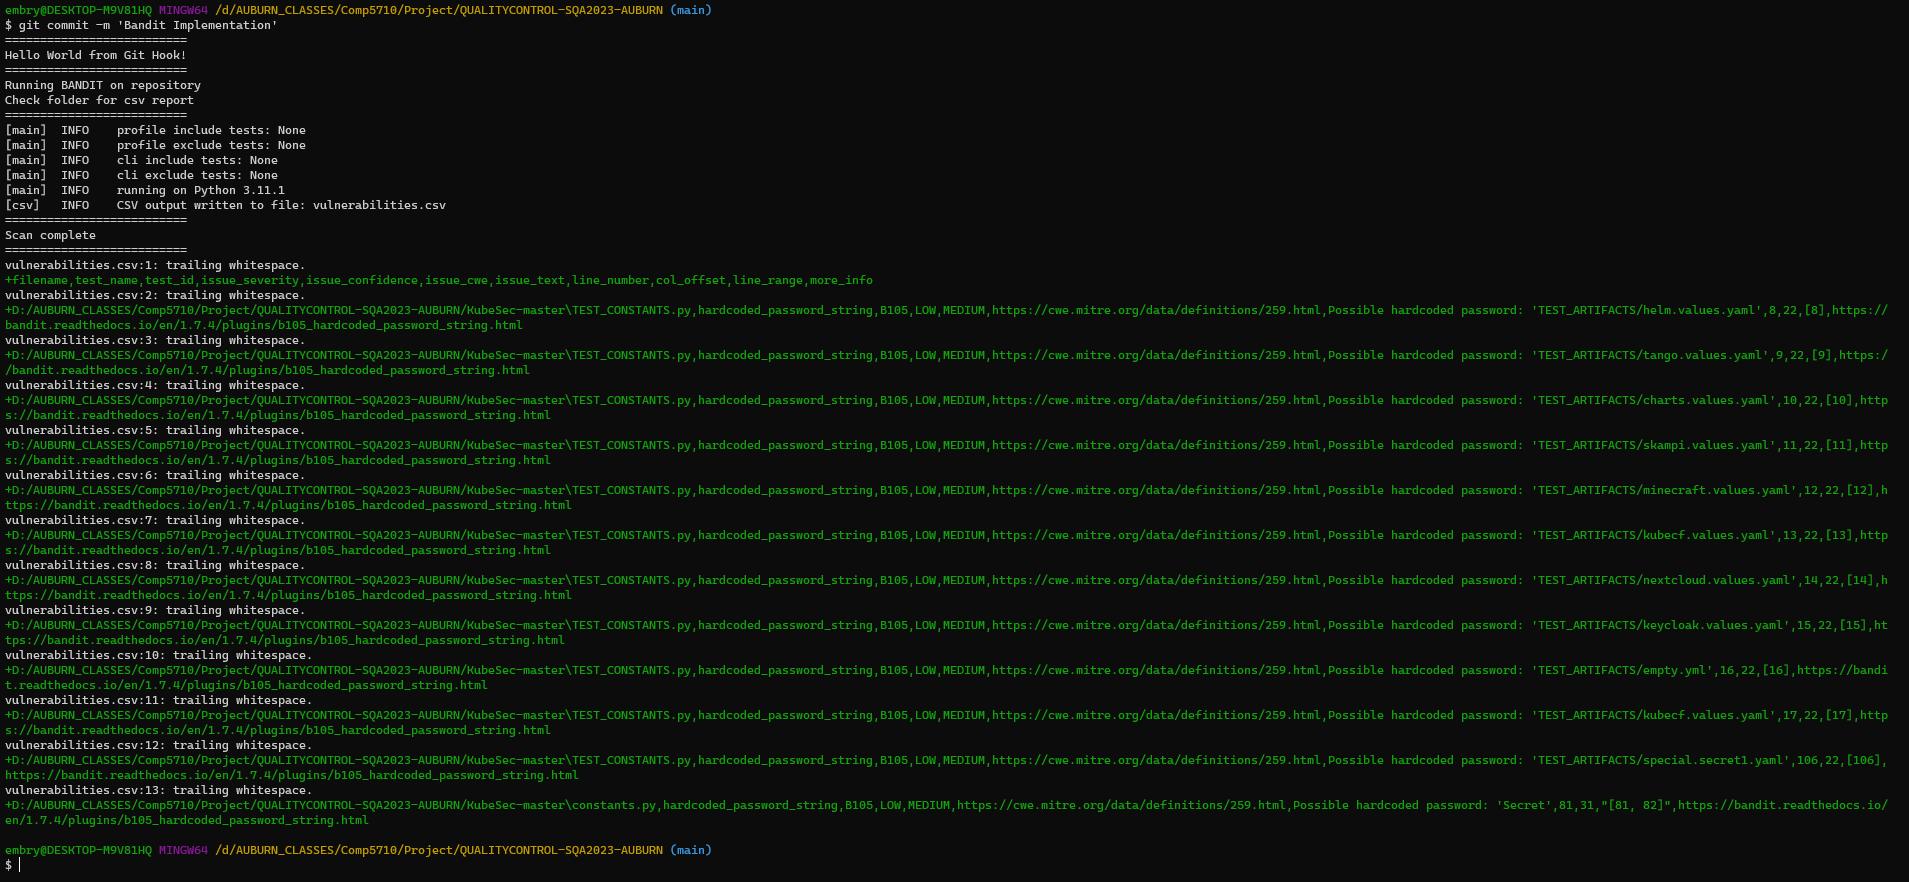 embry@DESKTOP-M9V81HQ MINGW64 /d/AUBURN_CLASSES/Comp5710/Project/QUALITYCONTROL-SQA2023-AUBURN (main)
$ git commit -m 'Bandit Implementation'
==========================
Hello World from Git Hook!
==========================
Running BANDIT on repository
Check folder for csv report
==========================
[main]  INFO    profile include tests: None
[main]  INFO    profile exclude tests: None
[main]  INFO    cli include tests: None
[main]  INFO    cli exclude tests: None
[main]  INFO    running on Python 3.11.1
[csv]   INFO    CSV output written to file: vulnerabilities.csv
==========================
Scan complete
==========================
vulnerabilities.csv:1: trailing whitespace.
+filename,test_name,test_id,issue_severity,issue_confidence,issue_cwe,issue_text,line_number,col_offset,line_range,more_info
vulnerabilities.csv:2: trailing whitespace.
+D:/AUBURN_CLASSES/Comp5710/Project/QUALITYCONTROL-SQA2023-AUBURN/KubeSec-master\TEST_CONSTANTS.py,hardcoded_password_string,B105,LOW,MEDIUM,https://cwe.mitre.org/data/definitions/259.html,Possible hardcoded password: 'TEST_ARTIFACTS/helm.values.yaml',8,22,[8],https://
bandit.readthedocs.io/en/1.7.4/plugins/b105_hardcoded_password_string.html
vulnerabilities.csv:3: trailing whitespace.
+D:/AUBURN_CLASSES/Comp5710/Project/QUALITYCONTROL-SQA2023-AUBURN/KubeSec-master\TEST_CONSTANTS.py,hardcoded_password_string,B105,LOW,MEDIUM,https://cwe.mitre.org/data/definitions/259.html,Possible hardcoded password: 'TEST_ARTIFACTS/tango.values.yaml',9,22,[9],https:/
/bandit.readthedocs.io/en/1.7.4/plugins/b105_hardcoded_password_string.html
vulnerabilities.csv:4: trailing whitespace.
+D:/AUBURN_CLASSES/Comp5710/Project/QUALITYCONTROL-SQA2023-AUBURN/KubeSec-master\TEST_CONSTANTS.py,hardcoded_password_string,B105,LOW,MEDIUM,https://cwe.mitre.org/data/definitions/259.html,Possible hardcoded password: 'TEST_ARTIFACTS/charts.values.yaml',10,22,[10],http
s://bandit.readthedocs.io/en/1.7.4/plugins/b105_hardcoded_password_string.html
vulnerabilities.csv:5: trailing whitespace.
+D:/AUBURN_CLASSES/Comp5710/Project/QUALITYCONTROL-SQA2023-AUBURN/KubeSec-master\TEST_CONSTANTS.py,hardcoded_password_string,B105,LOW,MEDIUM,https://cwe.mitre.org/data/definitions/259.html,Possible hardcoded password: 'TEST_ARTIFACTS/skampi.values.yaml',11,22,[11],http
s://bandit.readthedocs.io/en/1.7.4/plugins/b105_hardcoded_password_string.html
vulnerabilities.csv:6: trailing whitespace.
+D:/AUBURN_CLASSES/Comp5710/Project/QUALITYCONTROL-SQA2023-AUBURN/KubeSec-master\TEST_CONSTANTS.py,hardcoded_password_string,B105,LOW,MEDIUM,https://cwe.mitre.org/data/definitions/259.html,Possible hardcoded password: 'TEST_ARTIFACTS/minecraft.values.yaml',12,22,[12],h
ttps://bandit.readthedocs.io/en/1.7.4/plugins/b105_hardcoded_password_string.html
vulnerabilities.csv:7: trailing whitespace.
+D:/AUBURN_CLASSES/Comp5710/Project/QUALITYCONTROL-SQA2023-AUBURN/KubeSec-master\TEST_CONSTANTS.py,hardcoded_password_string,B105,LOW,MEDIUM,https://cwe.mitre.org/data/definitions/259.html,Possible hardcoded password: 'TEST_ARTIFACTS/kubecf.values.yaml',13,22,[13],http
s://bandit.readthedocs.io/en/1.7.4/plugins/b105_hardcoded_password_string.html
vulnerabilities.csv:8: trailing whitespace.
+D:/AUBURN_CLASSES/Comp5710/Project/QUALITYCONTROL-SQA2023-AUBURN/KubeSec-master\TEST_CONSTANTS.py,hardcoded_password_string,B105,LOW,MEDIUM,https://cwe.mitre.org/data/definitions/259.html,Possible hardcoded password: 'TEST_ARTIFACTS/nextcloud.values.yaml',14,22,[14],h
ttps://bandit.readthedocs.io/en/1.7.4/plugins/b105_hardcoded_password_string.html
vulnerabilities.csv:9: trailing whitespace.
+D:/AUBURN_CLASSES/Comp5710/Project/QUALITYCONTROL-SQA2023-AUBURN/KubeSec-master\TEST_CONSTANTS.py,hardcoded_password_string,B105,LOW,MEDIUM,https://cwe.mitre.org/data/definitions/259.html,Possible hardcoded password: 'TEST_ARTIFACTS/keycloak.values.yaml',15,22,[15],ht
tps://bandit.readthedocs.io/en/1.7.4/plugins/b105_hardcoded_password_string.html
vulnerabilities.csv:10: trailing whitespace.
+D:/AUBURN_CLASSES/Comp5710/Project/QUALITYCONTROL-SQA2023-AUBURN/KubeSec-master\TEST_CONSTANTS.py,hardcoded_password_string,B105,LOW,MEDIUM,https://cwe.mitre.org/data/definitions/259.html,Possible hardcoded password: 'TEST_ARTIFACTS/empty.yml',16,22,[16],https://bandi
t.readthedocs.io/en/1.7.4/plugins/b105_hardcoded_password_string.html
vulnerabilities.csv:11: trailing whitespace.
+D:/AUBURN_CLASSES/Comp5710/Project/QUALITYCONTROL-SQA2023-AUBURN/KubeSec-master\TEST_CONSTANTS.py,hardcoded_password_string,B105,LOW,MEDIUM,https://cwe.mitre.org/data/definitions/259.html,Possible hardcoded password: 'TEST_ARTIFACTS/kubecf.values.yaml',17,22,[17],http
s://bandit.readthedocs.io/en/1.7.4/plugins/b105_hardcoded_password_string.html
vulnerabilities.csv:12: trailing whitespace.
+D:/AUBURN_CLASSES/Comp5710/Project/QUALITYCONTROL-SQA2023-AUBURN/KubeSec-master\TEST_CONSTANTS.py,hardcoded_password_string,B105,LOW,MEDIUM,https://cwe.mitre.org/data/definitions/259.html,Possible hardcoded password: 'TEST_ARTIFACTS/special.secret1.yaml',106,22,[106],
https://bandit.readthedocs.io/en/1.7.4/plugins/b105_hardcoded_password_string.html
vulnerabilities.csv:13: trailing whitespace.
+D:/AUBURN_CLASSES/Comp5710/Project/QUALITYCONTROL-SQA2023-AUBURN/KubeSec-master\constants.py,hardcoded_password_string,B105,LOW,MEDIUM,https://cwe.mitre.org/data/definitions/259.html,Possible hardcoded password: 'Secret',81,31,"[81, 82]",https://bandit.readthedocs.io/
en/1.7.4/plugins/b105_hardcoded_password_string.html
embry@DESKTOP-M9V81HQ MINGW64 /d/AUBURN_CLASSES/Comp5710/Project/QUALITYCONTROL-SQA2023-AUBURN (main)
$